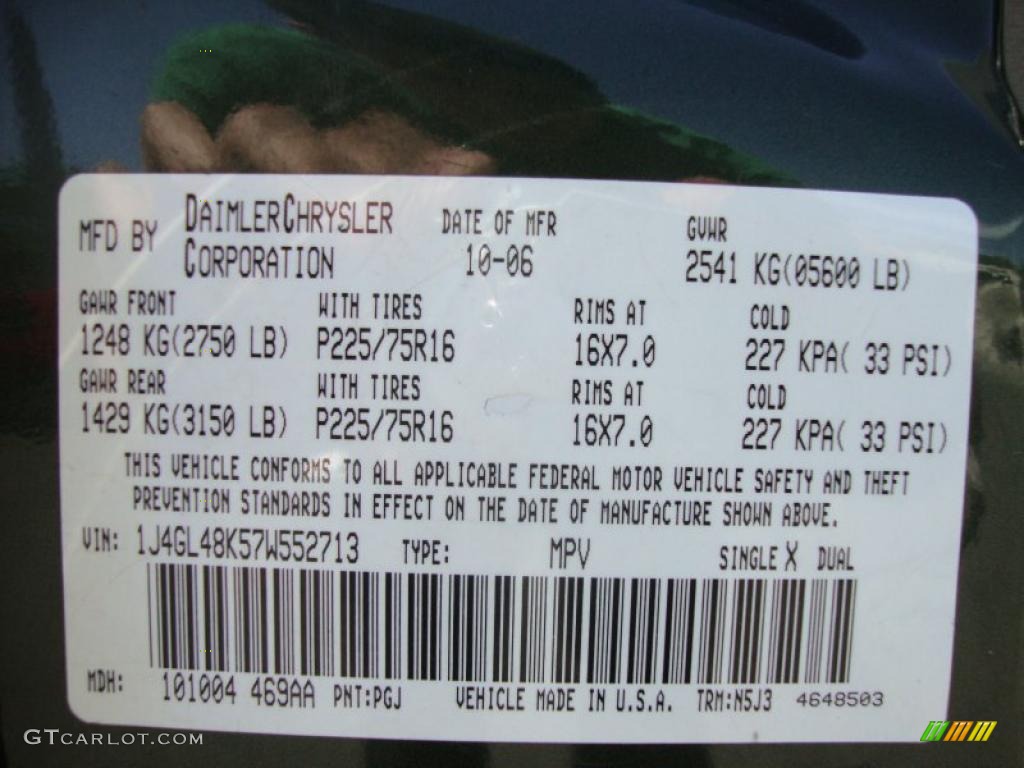 MFD BY DAIMLERCHRYSLER CORPORATION DATE OF MFR 10-06 GVWR 2541 KG(05600 LB)
GAWR FRONT WITH TIRES RIMS AT COLD
1248 KG(2750 LB) P225/75R16 16X7.0 227 KPA( 33 PSI)
GAWR REAR WITH TIRES RIMS AT COLD
1429 KG(3150 LB) P225/75R16 16X7.0 227 KPA( 33 PSI)
THIS VEHICLE CONFORMS TO ALL APPLICABLE FEDERAL MOTOR VEHICLE SAFETY AND THEFT
PREVENTION STANDARDS IN EFFECT ON THE DATE OF MANUFACTURE SHOWN ABOVE.
VIN: 1J4GL48K57W552713 TYPE: MPV SINGLE X DUAL
MDH: 101004 469AA PNT:PGJ VEHICLE MADE IN U.S.A. TRM:N5J3 4648503
GTCARLOT.COM